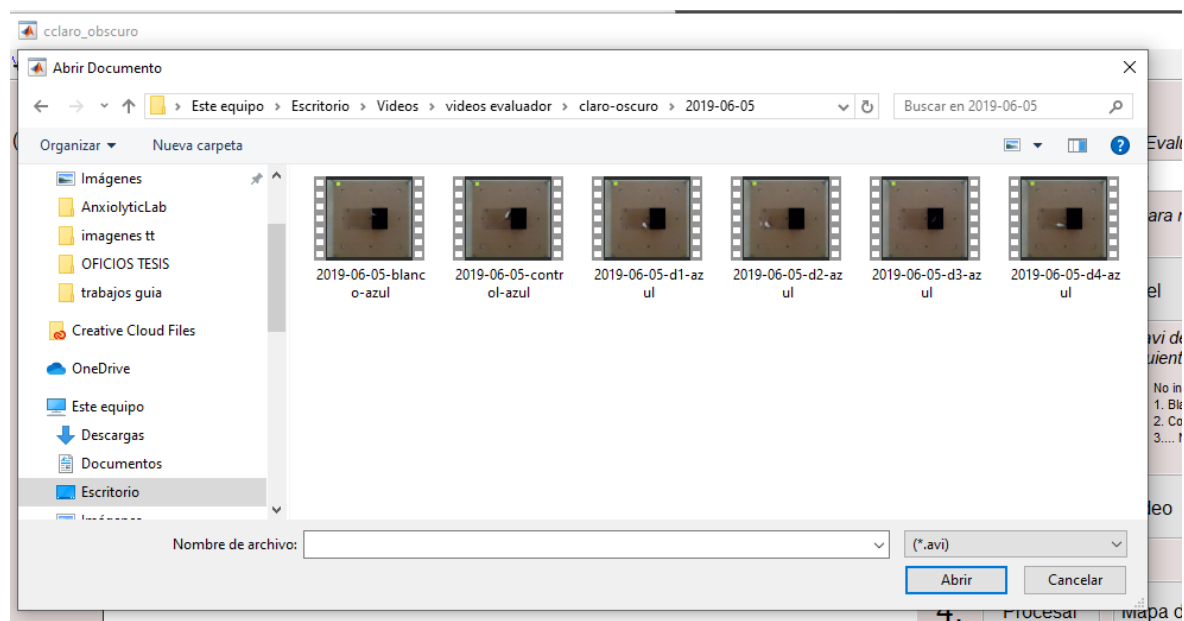 cclaro_obscuro
Abrir Documento
Este equipo > Escritorio > Videos > videos evaluador > claro-oscuro > 2019-06-05
Buscar en 2019-06-05
Organizar
Nueva carpeta
Imágenes
AnxiolyticLab
imagenes tt
OFICIOS TESIS
trabajos guia
Creative Cloud Files
OneDrive
Este equipo
Descargas
Documentos
Escritorio
2019-06-05-blanc
o-azul
2019-06-05-contr
ol-azul
2019-06-05-d1-az
ul
2019-06-05-d2-az
ul
2019-06-05-d3-az
ul
2019-06-05-d4-az
ul
Nombre de archivo:
(*.avi)
Abrir
Cancelar
Evalu
ara
el
avi de
uient
No in
1. Bla
2. Co
3....
leo
4.
Procesar
Mapa d